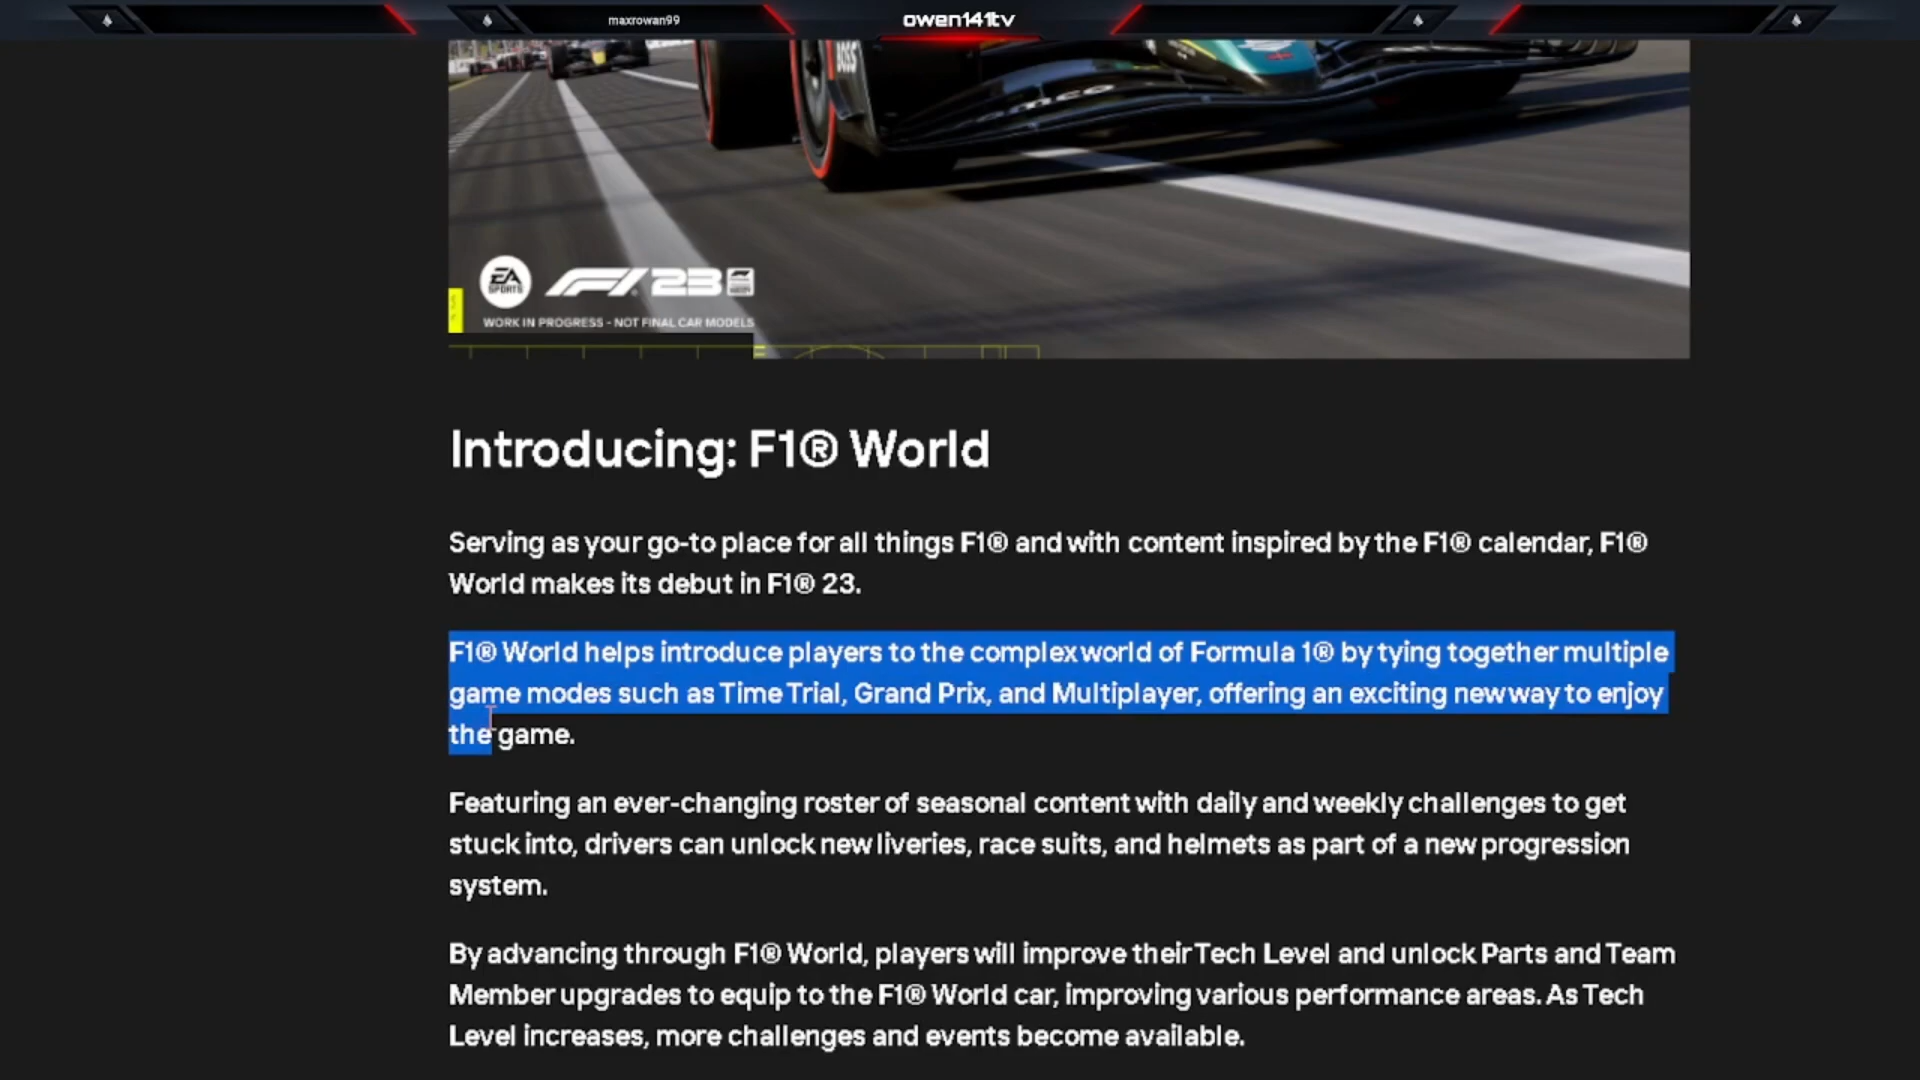 maxrowan99
owen141tv
BOSS
EA
SPORTS
F1 23
WORK IN PROGRESS - NOT FINAL CAR MODELS
Introducing: F1® World
Serving as your go-to place for all things F1® and with content inspired by the F1® calendar, F1®
World makes its debut in F1® 23.
F1® World helps introduce players to the complex world of Formula 1® by tying together multiple
game modes such as Time Trial, Grand Prix, and Multiplayer, offering an exciting new way to enjoy
the game.
Featuring an ever-changing roster of seasonal content with daily and weekly challenges to get
stuck into, drivers can unlock new liveries, race suits, and helmets as part of a new progression
system.
By advancing through F1® World, players will improve their Tech Level and unlock Parts and Team
Member upgrades to equip to the F1® World car, improving various performance areas. As Tech
Level increases, more challenges and events become available.